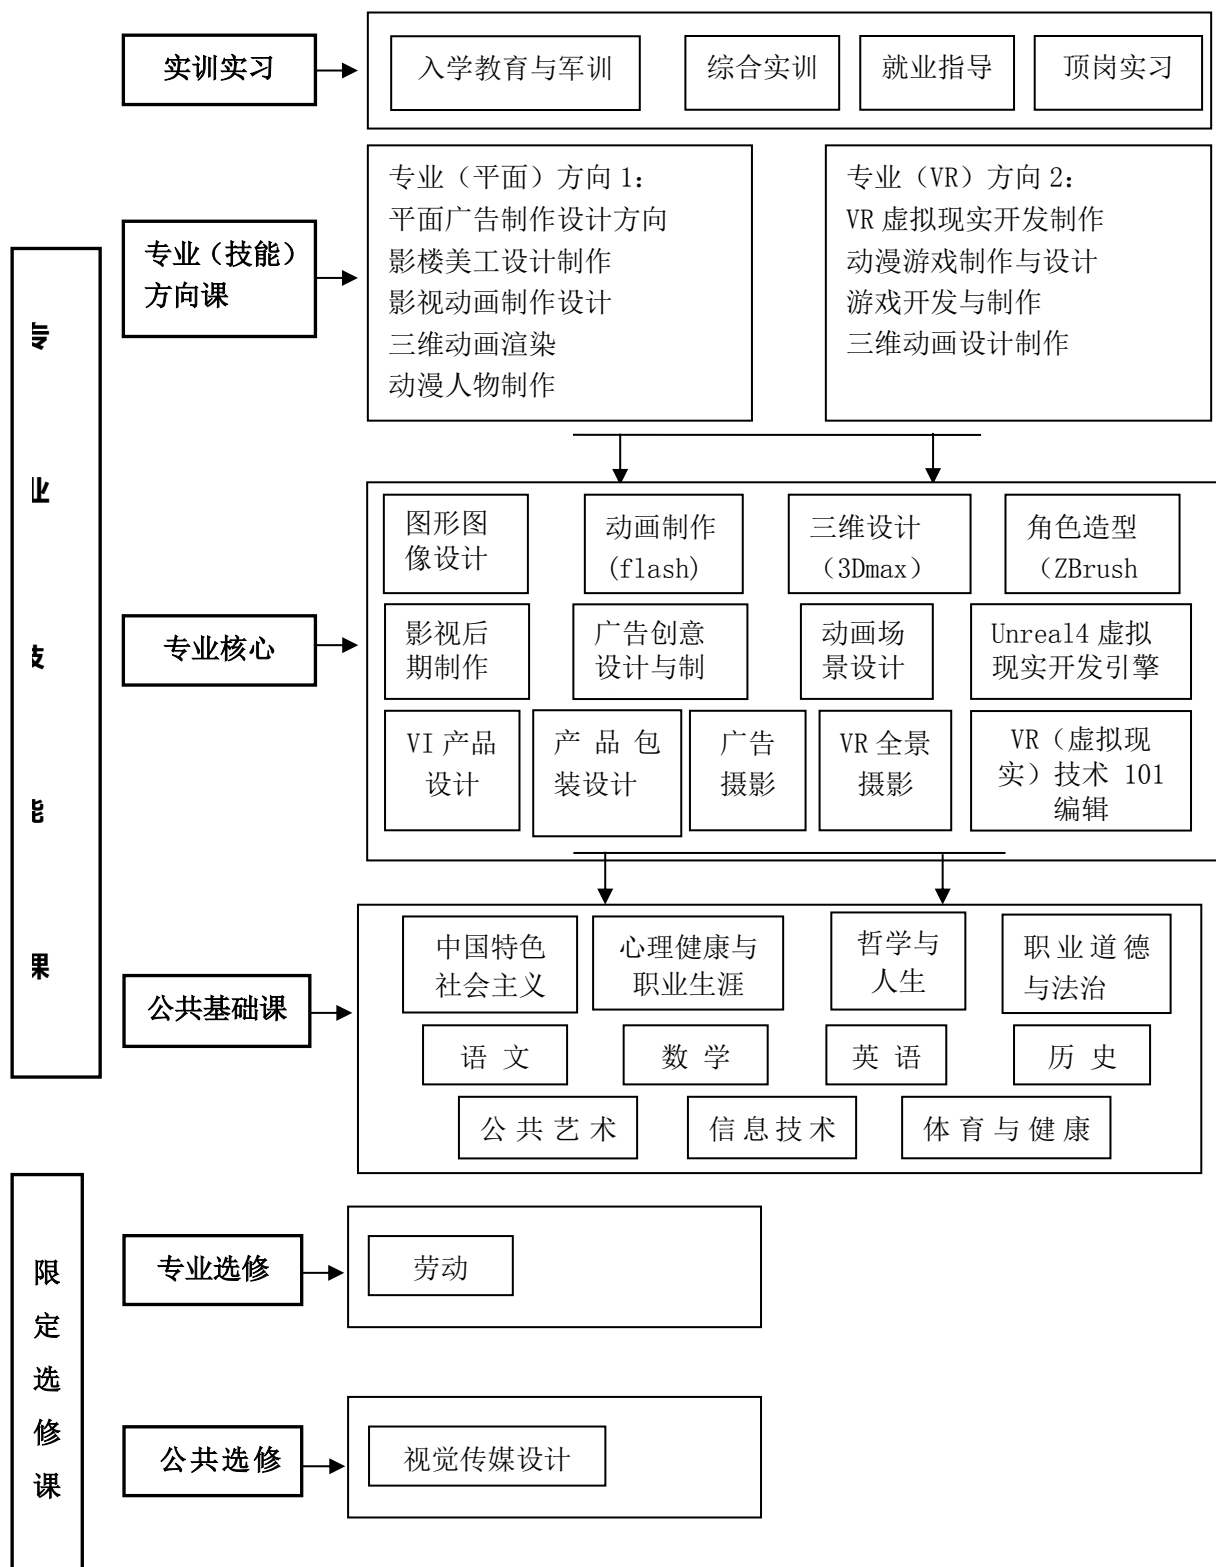 实训实习
入学教育与军训
综合实训
就业指导
顶岗实习
专业（技能）
方向课
专业（平面）方向 1：
平面广告制作设计方向
影楼美工设计制作
影视动画制作设计
三维动画渲染
动漫人物制作
专业（VR）方向 2：
VR 虚拟现实开发制作
动漫游戏制作与设计
游戏开发与制作
三维动画设计制作
专
业
技
能
课
专业核心
图形图
像设计
动画制作
(flash)
三维设计
（3Dmax）
角色造型
（ZBrush
影视后
期制作
广告创意
设计与制
动画场
景设计
Unreal4 虚拟
现实开发引擎
VI 产品
设计
产 品 包
装设计
广告
摄影
VR 全景
摄影
VR（虚拟现
实）技术 101
编辑
公共基础课
中国特色
社会主义
心理健康与
职业生涯
哲学与
人生
职业道德
与法治
语 文
数 学
英 语
历 史
公 共 艺 术
信息技术
体育与健康
限
定
选
修
课
专业选修
劳动
公共选修
视觉传媒设计